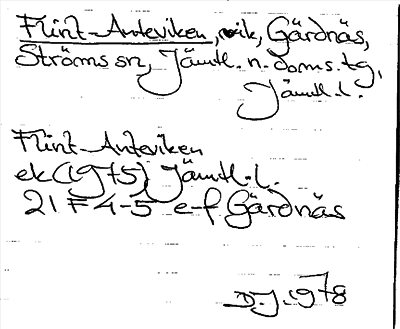 Flint-Anteviken, vik, Gärdnäs,
Ströms sn, Jämtl. n. doms. tg,
Jämtl. l.
Flint-Anteviken
ek (1975) Jämtl. l.
21 F 4-5 e-f Gärdnäs
D. J. 1978